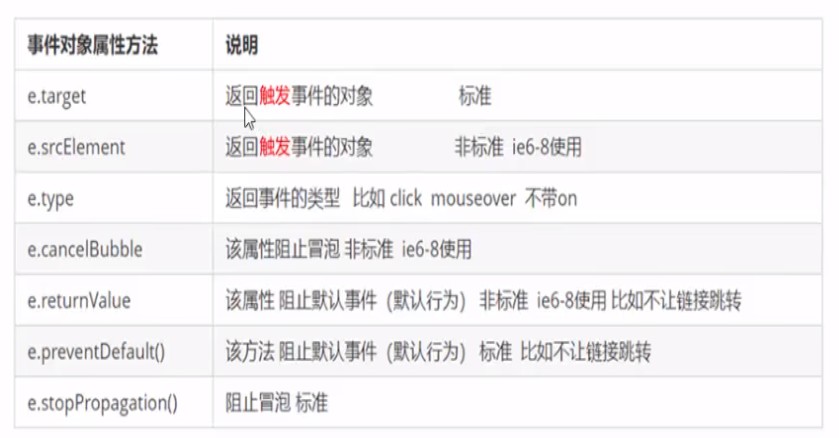 事件对象属性方法 说明
e.target 返回触发事件的对象 标准
e.srcElement 返回触发事件的对象 非标准 ie6-8使用
e.type 返回事件的类型 比如 click mouseover 不带on
e.cancelBubble 该属性阻止冒泡 非标准 ie6-8使用
e.returnValue 该属性 阻止默认事件（默认行为） 非标准 ie6-8使用 比如不让链接跳转
e.preventDefault() 该方法 阻止默认事件（默认行为） 标准 比如不让链接跳转
e.stopPropagation() 阻止冒泡 标准